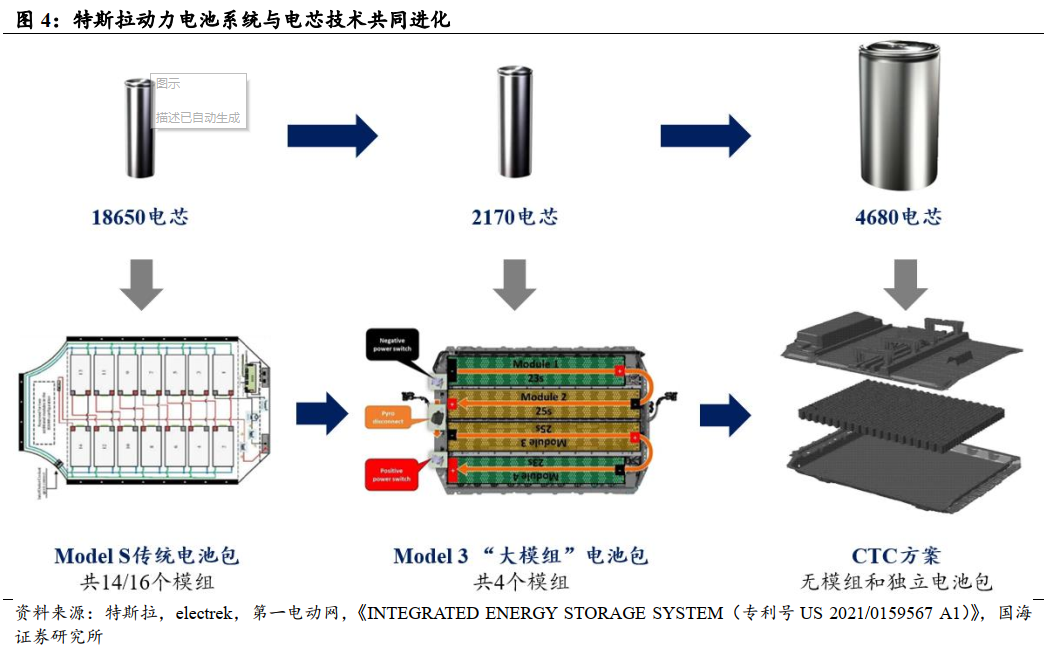 图 4：特斯拉动力电池系统与电芯技术共同进化
图示
描述已自动生成
18650电芯
2170电芯
4680电芯
Negative
power switch
Pyro
disconnect
Positive
power switch
Module 1
23s
Module 2
25s
25s
Module 3
23s
Module 4
Model S传统电池包
共14/16个模组
Model 3 “大模组”电池包
共4个模组
CTC方案
无模组和独立电池包
资料来源：特斯拉，electrek，第一电动网，《INTEGRATED ENERGY STORAGE SYSTEM（专利号 US 2021/0159567 A1）》，国海
证券研究所